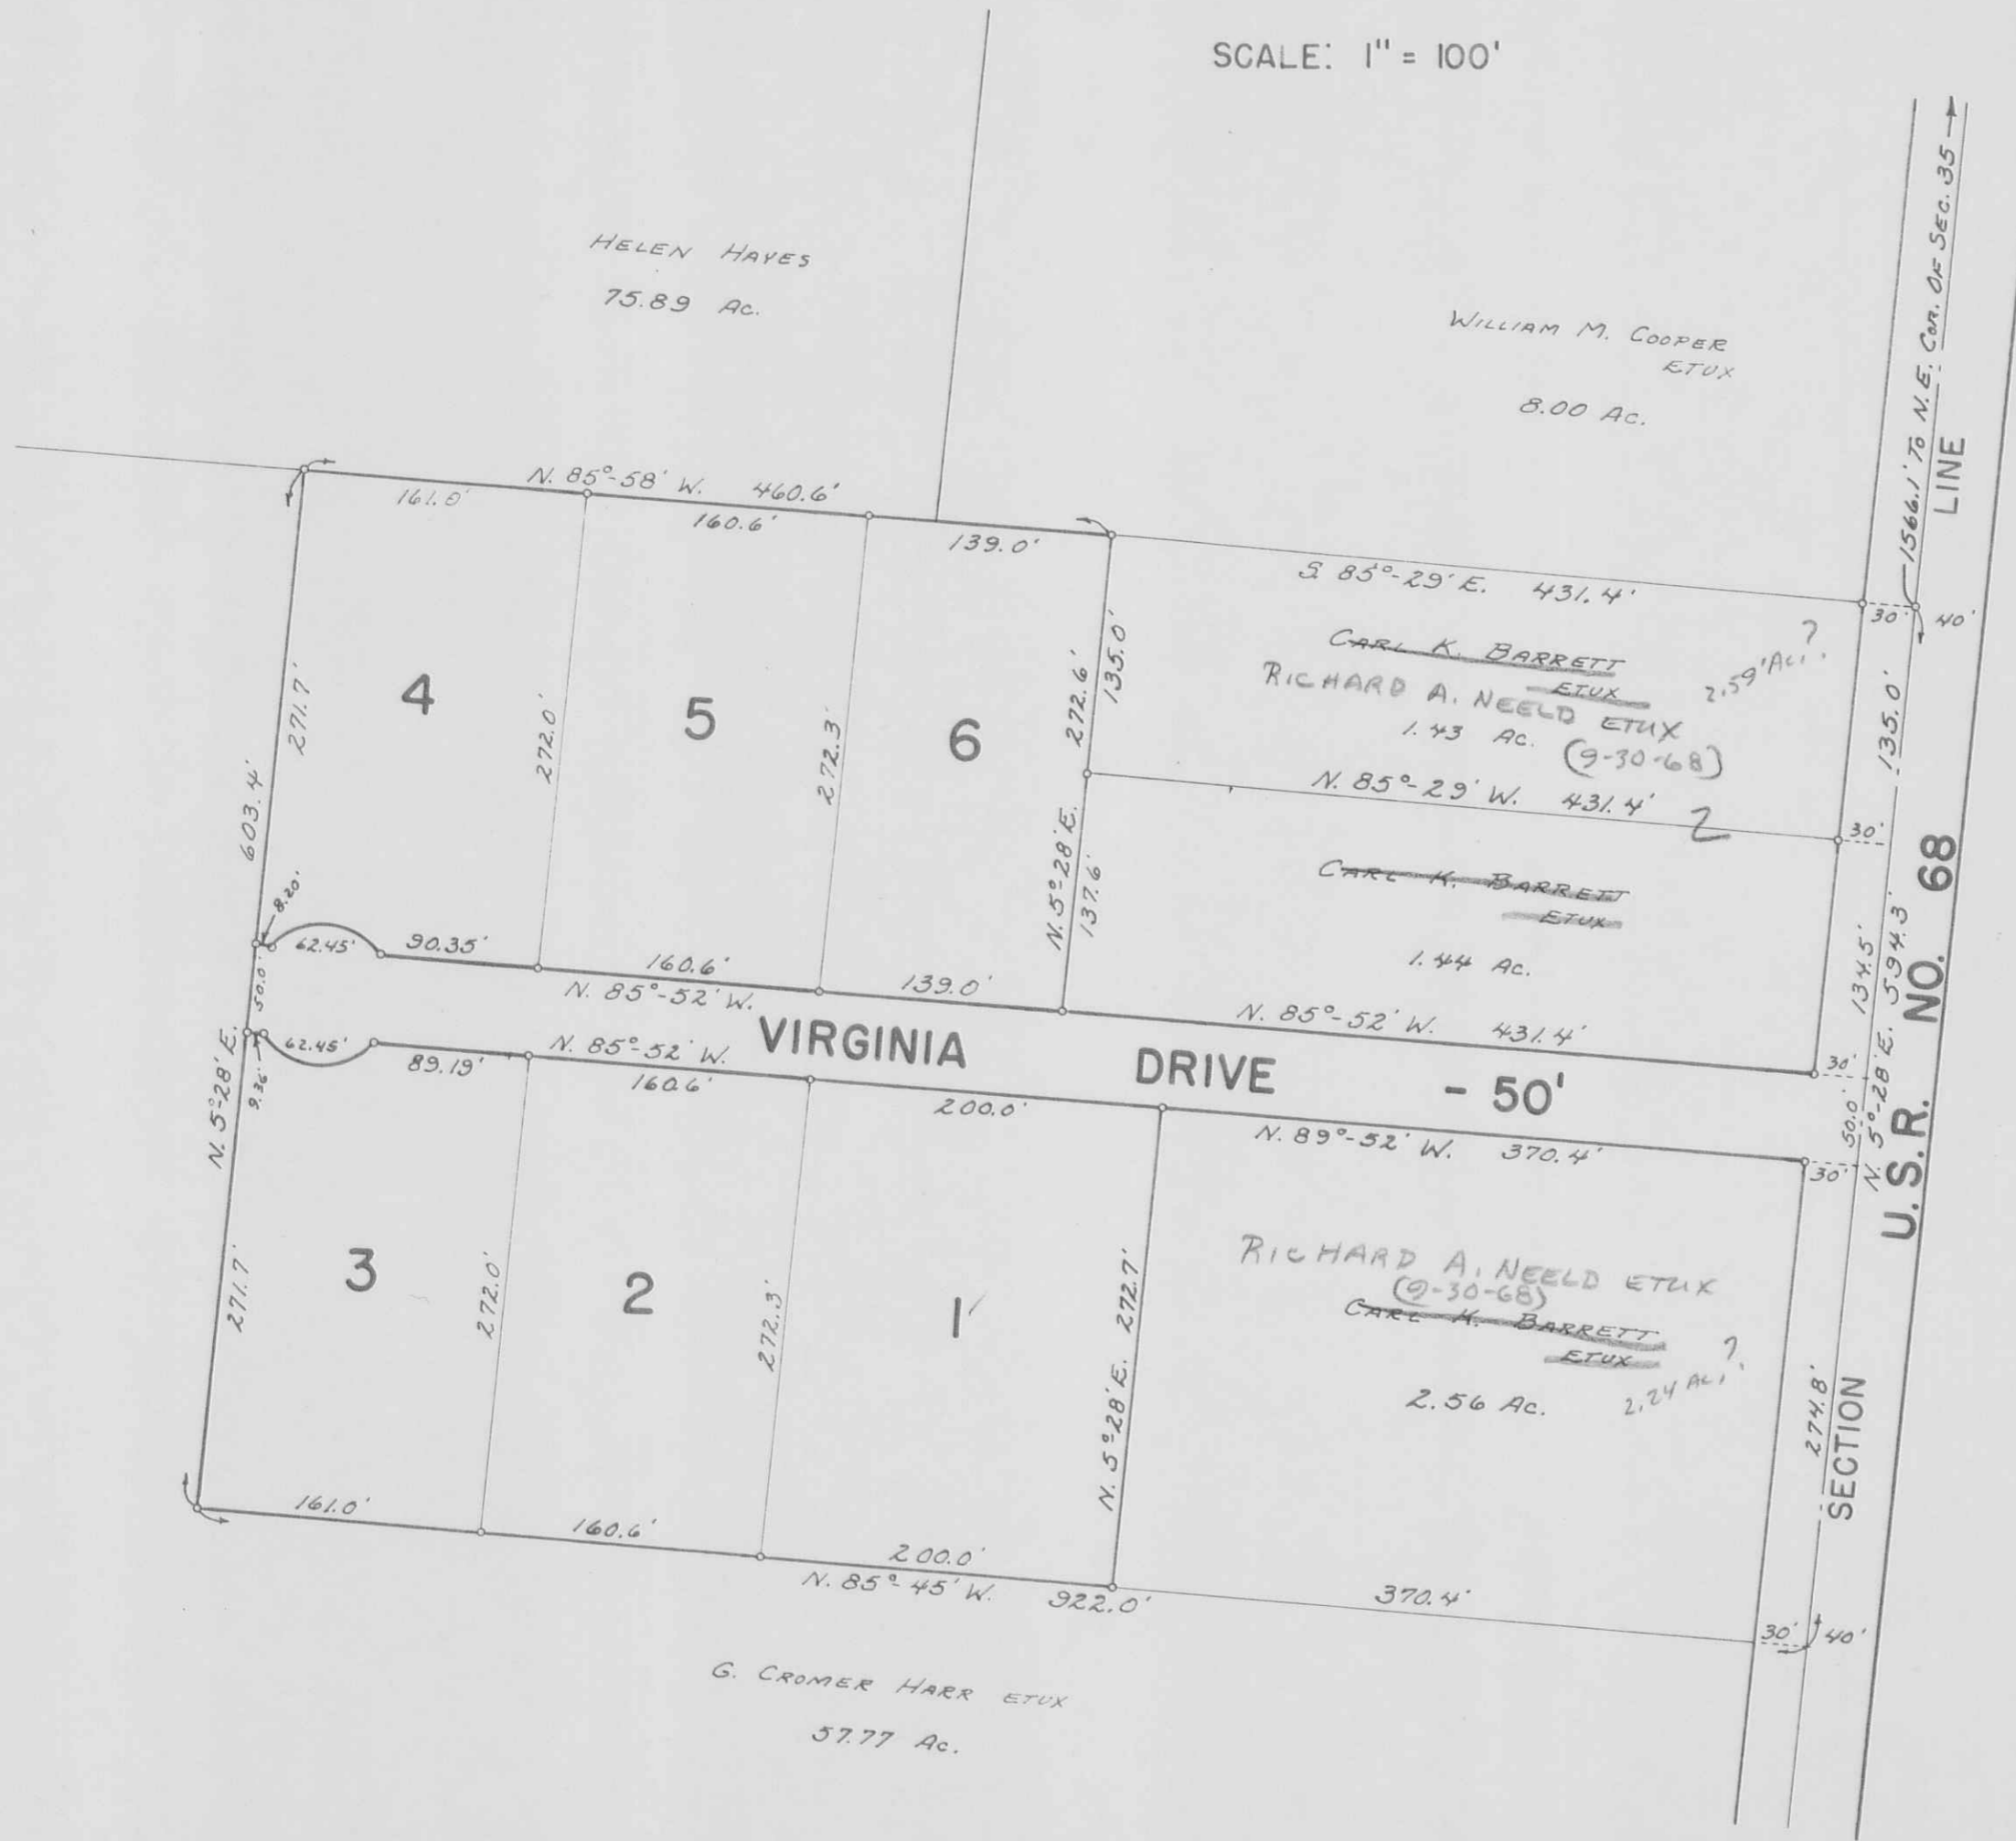 SCALE: 1" = 100'
HELEN HAYES
75.89 Ac.
WILLIAM M. COOPER
ETUX
8.00 Ac.
1566.1' TO N.E. COR. OF SEC. 35
LINE
N. 85°-58' W. 460.6'
161.0'
160.6'
139.0'
S. 85°-29' E. 431.4'
30'
40'
CARL K. BARRETT
ETUX
2.59 Ac. ?
RICHARD A. NEELD ETUX
1.43 Ac. (9-30-68)
N. 85°-29' W. 431.4'
2
135.0'
30'
4
5
6
271.7'
272.0'
272.3'
272.6'
135.0'
603.4'
N. 5°-28' E.
137.6'
CARL K. BARRETT
ETUX
1.44 Ac.
134.5'
N. 5°-28' E. 594.3'
U.S.R. NO. 68
8.20'
62.45'
90.35'
160.6'
139.0'
N. 85°-52' W.
N. 85°-52' W. 431.4'
30'
50.0'
VIRGINIA DRIVE - 50'
50.0'
30'
N. 5°-28' E.
9.36'
62.45'
89.19'
N. 85°-52' W.
160.6'
200.0'
N. 89°-52' W. 370.4'
3
2
1
271.7'
272.0'
272.3'
N. 5°-28' E. 272.7'
RICHARD A. NEELD ETUX
(9-30-68)
CARL K. BARRETT
ETUX
2.56 Ac.
2.24 Ac. ?
274.8'
SECTION
161.0'
160.6'
200.0'
N. 85°-45' W. 922.0'
370.4'
30'
40'
G. CROMER HARR ETUX
57.77 Ac.